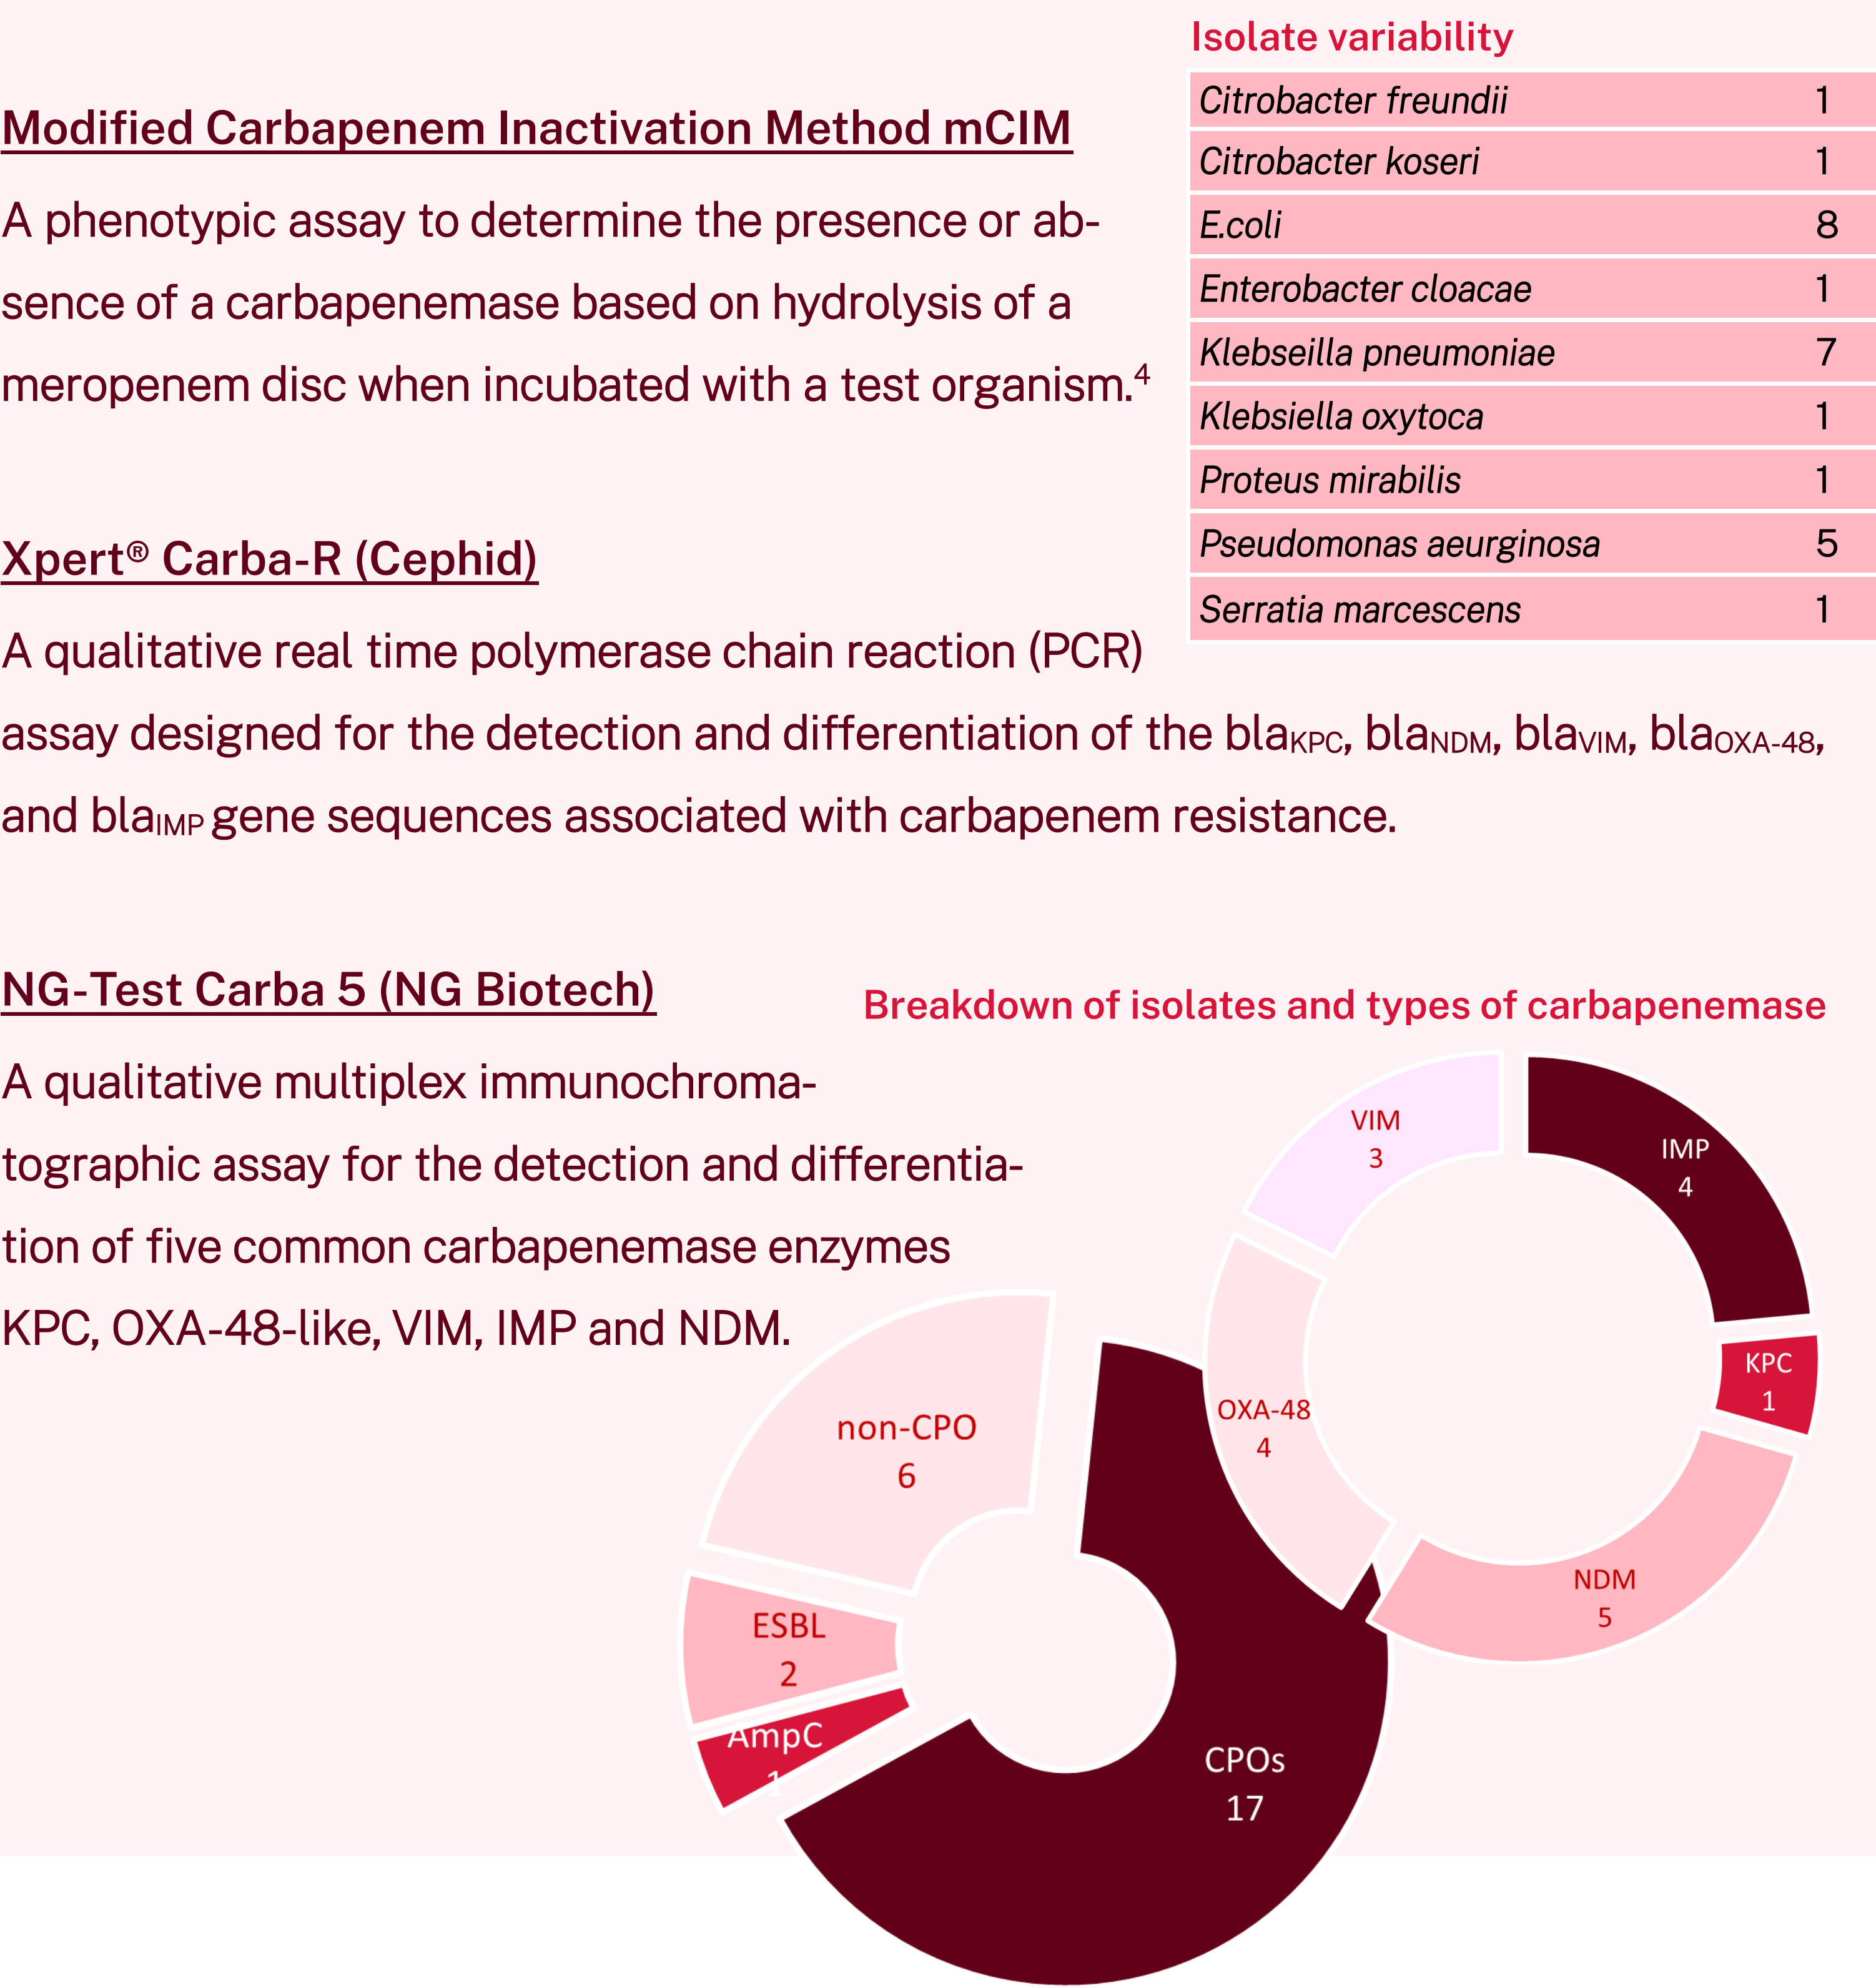 Isolate variability
Citrobacter freundii 1
Citrobacter koseri 1
E.coli 8
Enterobacter cloacae 1
Klebseilla pneumoniae 7
Klebsiella oxytoca 1
Proteus mirabilis 1
Pseudomonas aeurginosa 5
Serratia marcescens 1
Modified Carbapenem Inactivation Method mCIM
A phenotypic assay to determine the presence or ab-
sence of a carbapenemase based on hydrolysis of a
meropenem disc when incubated with a test organism.4
Xpert® Carba-R (Cephid)
A qualitative real time polymerase chain reaction (PCR)
assay designed for the detection and differentiation of the blaKPC, blaNDM, blaVIM, blaOXA-48,
and blaIMP gene sequences associated with carbapenem resistance.
NG-Test Carba 5 (NG Biotech)
A qualitative multiplex immunochroma-
tographic assay for the detection and differentia-
tion of five common carbapenemase enzymes
KPC, OXA-48-like, VIM, IMP and NDM.
Breakdown of isolates and types of carbapenemase
VIM
3
IMP
4
KPC
1
OXA-48
4
NDM
5
non-CPO
6
ESBL
2
AmpC
1
CPOs
17